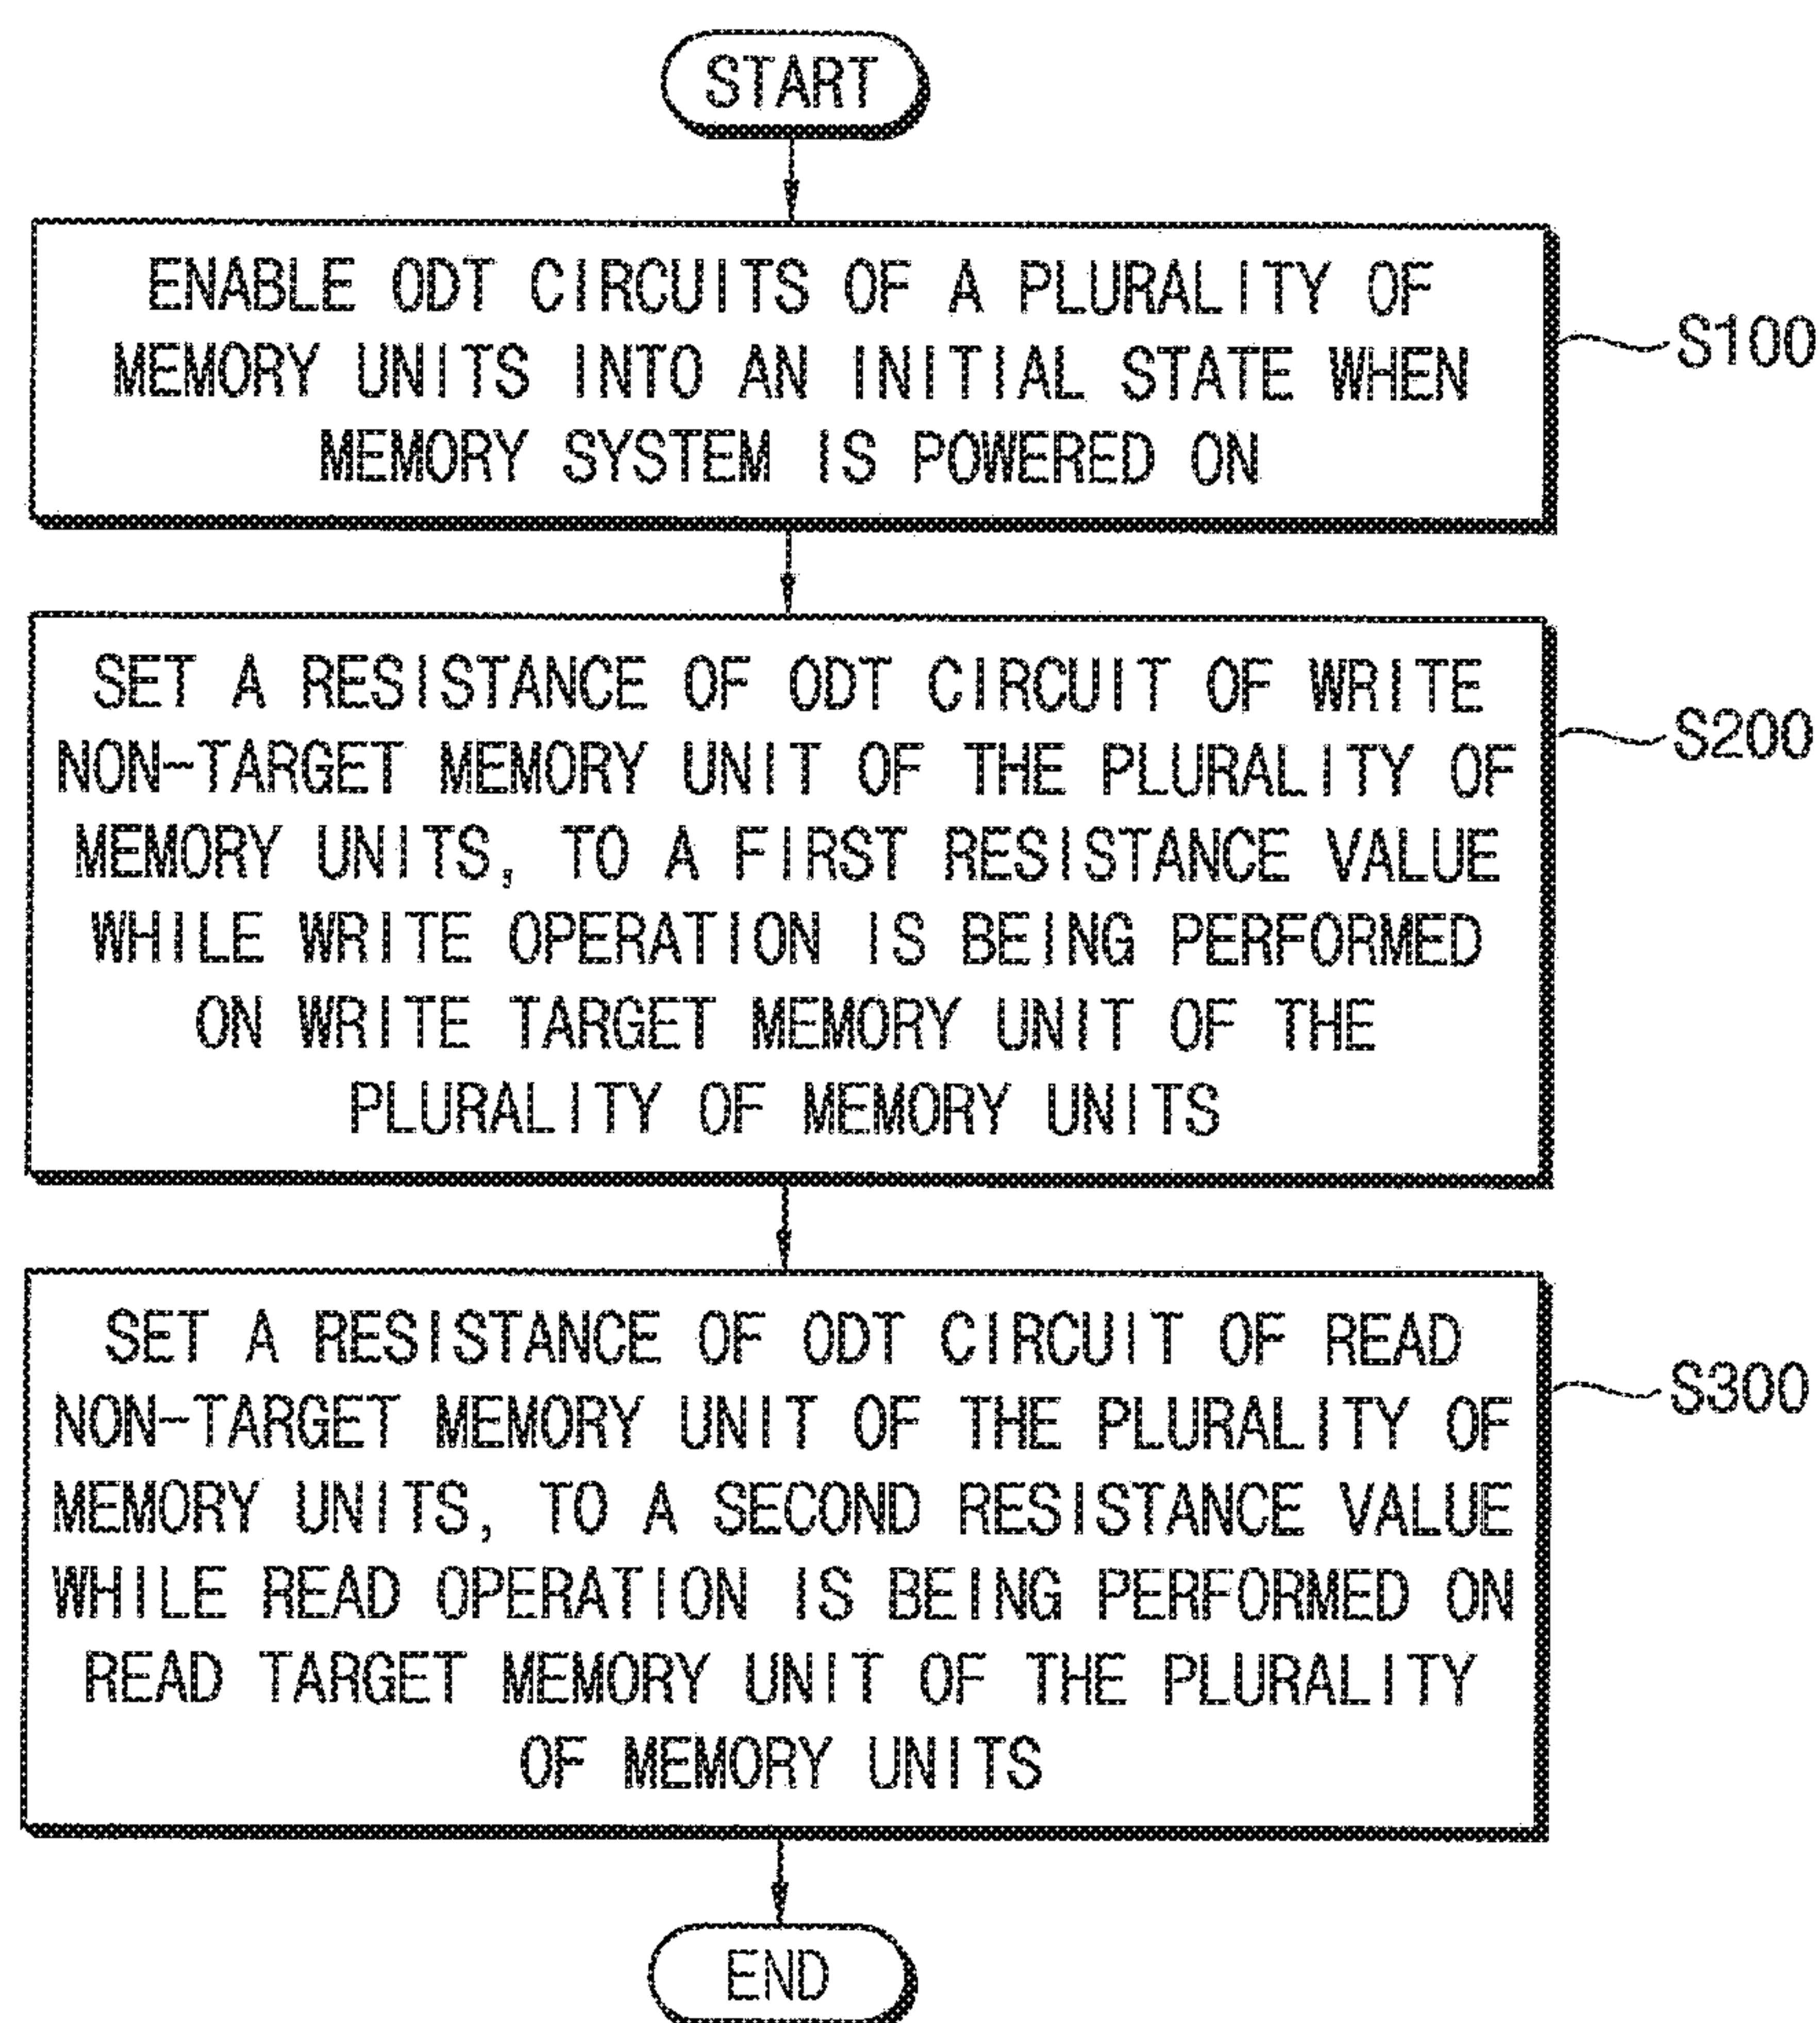 START
ENABLE ODT CIRCUITS OF A PLURALITY OF
MEMORY UNITS INTO AN INITIAL STATE WHEN
MEMORY SYSTEM IS POWERED ON
S100
SET A RESISTANCE OF ODT CIRCUIT OF WRITE
NON-TARGET MEMORY UNIT OF THE PLURALITY OF
MEMORY UNITS, TO A FIRST RESISTANCE VALUE
WHILE WRITE OPERATION IS BEING PERFORMED
ON WRITE TARGET MEMORY UNIT OF THE
PLURALITY OF MEMORY UNITS
S200
SET A RESISTANCE OF ODT CIRCUIT OF READ
NON-TARGET MEMORY UNIT OF THE PLURALITY OF
MEMORY UNITS, TO A SECOND RESISTANCE VALUE
WHILE READ OPERATION IS BEING PERFORMED ON
READ TARGET MEMORY UNIT OF THE PLURALITY
OF MEMORY UNITS
S300
END